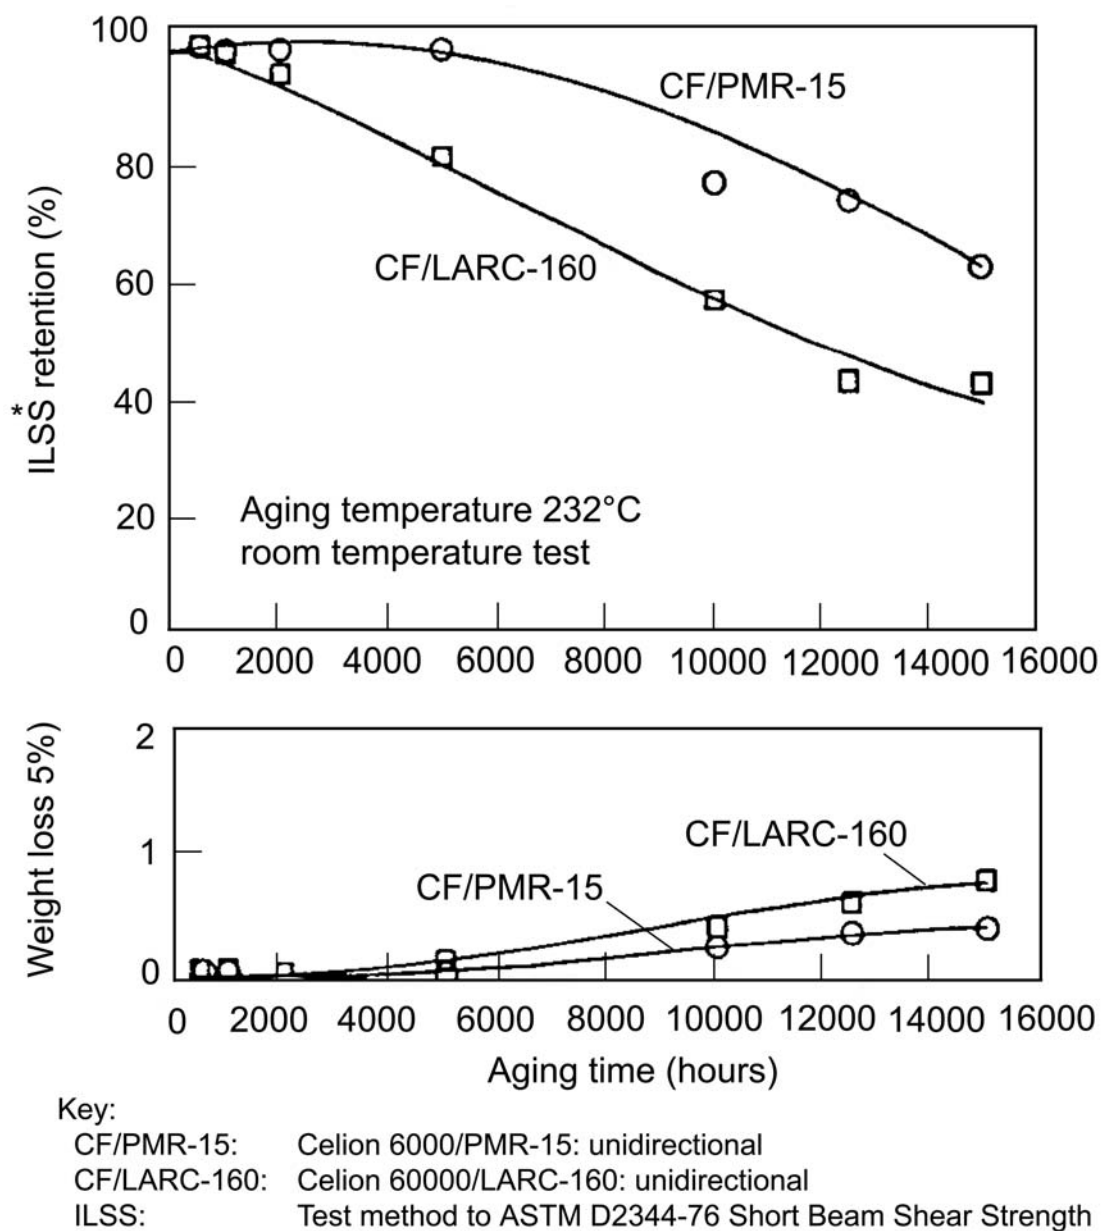 100
80
60
40
20
0
ILSS* retention (%)
CF/PMR-15
CF/LARC-160
Aging temperature 232°C
room temperature test
0 2000 4000 6000 8000 10000 12000 14000 16000
2
1
0
Weight loss 5%)
CF/LARC-160
CF/PMR-15
0 2000 4000 6000 8000 10000 12000 14000 16000
Aging time (hours)
Key:
CF/PMR-15: Celion 6000/PMR-15: unidirectional
CF/LARC-160: Celion 60000/LARC-160: unidirectional
ILSS: Test method to ASTM D2344-76 Short Beam Shear Strength